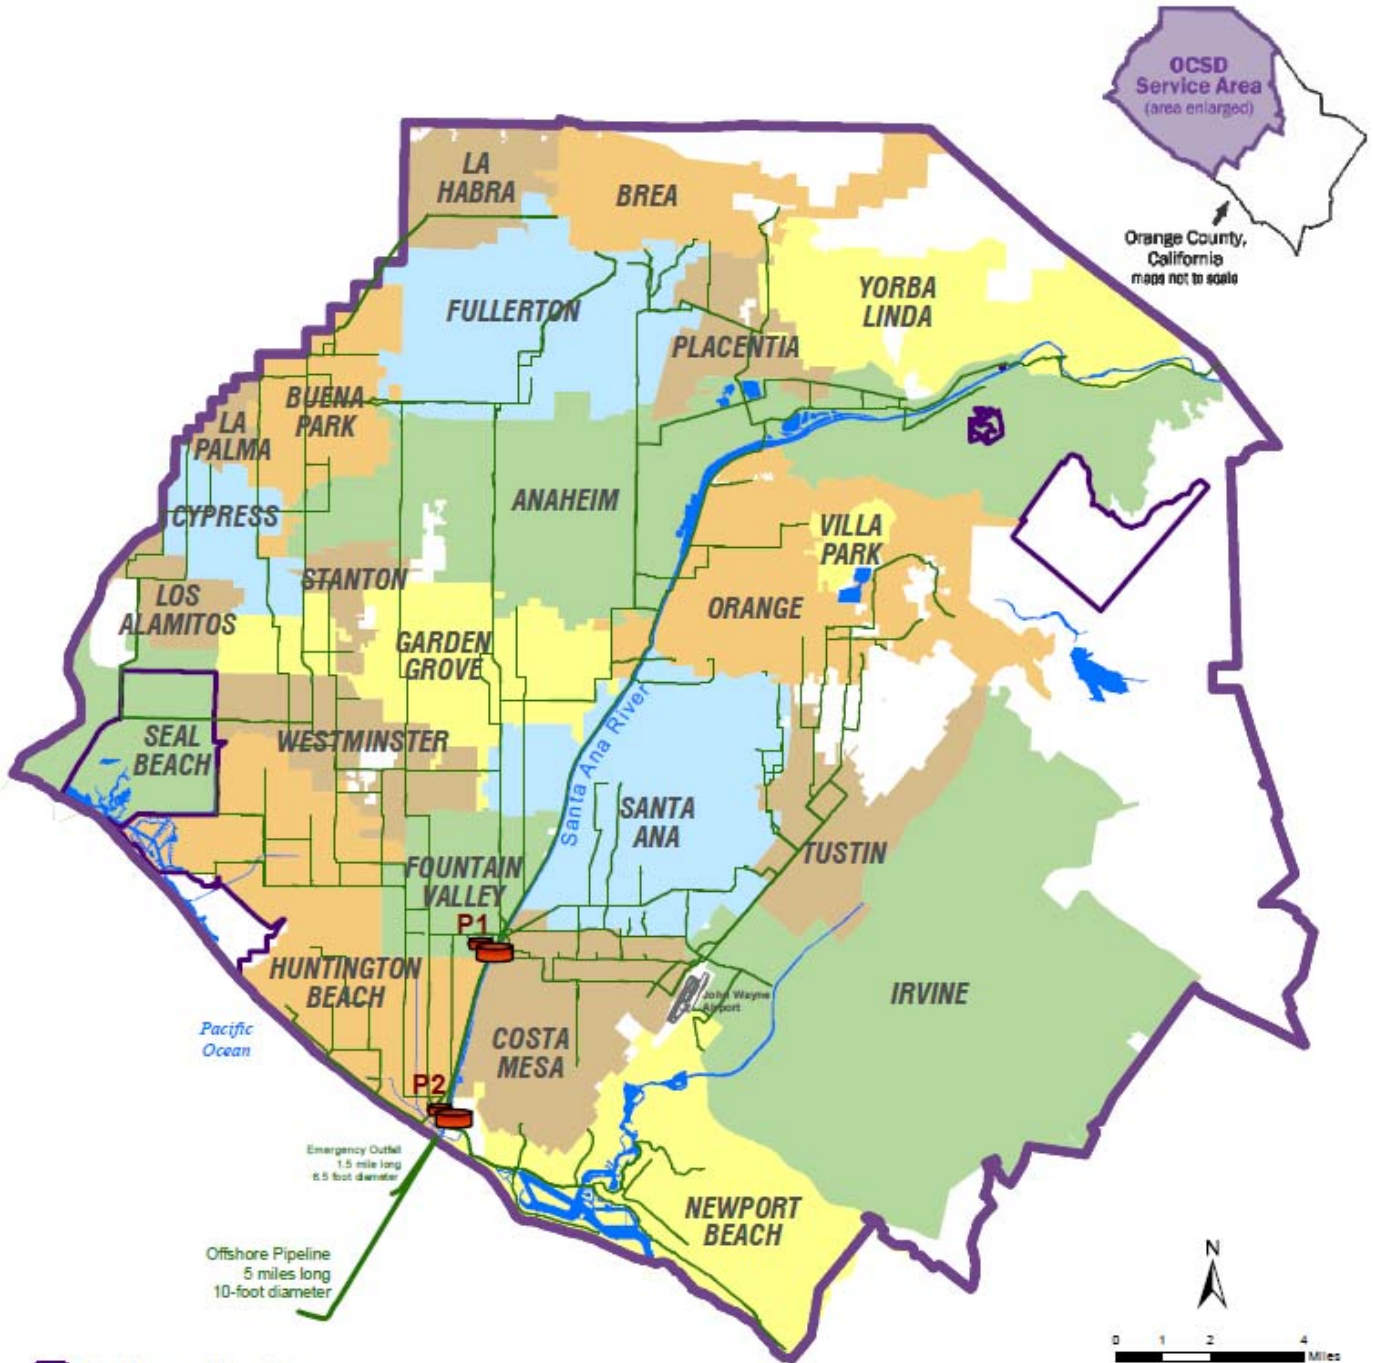 OCSD
Service Area
(area enlarged)
Orange County,
California
maps not to scale
LA
HABRA
BREA
FULLERTON
YORBA
LINDA
PLACENTIA
BUENA
PARK
LA
PALMA
CYPRESS
ANAHEIM
VILLA
PARK
STANTON
LOS
ALAMITOS
ORANGE
GARDEN
GROVE
Santa Ana River
SEAL
BEACH
WESTMINSTER
SANTA
ANA
TUSTIN
FOUNTAIN
VALLEY
P1
HUNTINGTON
BEACH
IRVINE
John Wayne
Airport
Pacific
Ocean
COSTA
MESA
P2
Emergency Outfall
1.5 mile long
6.5 foot diameter
NEWPORT
BEACH
Offshore Pipeline
5 miles long
10-foot diameter
N
0 1 2 4
Miles